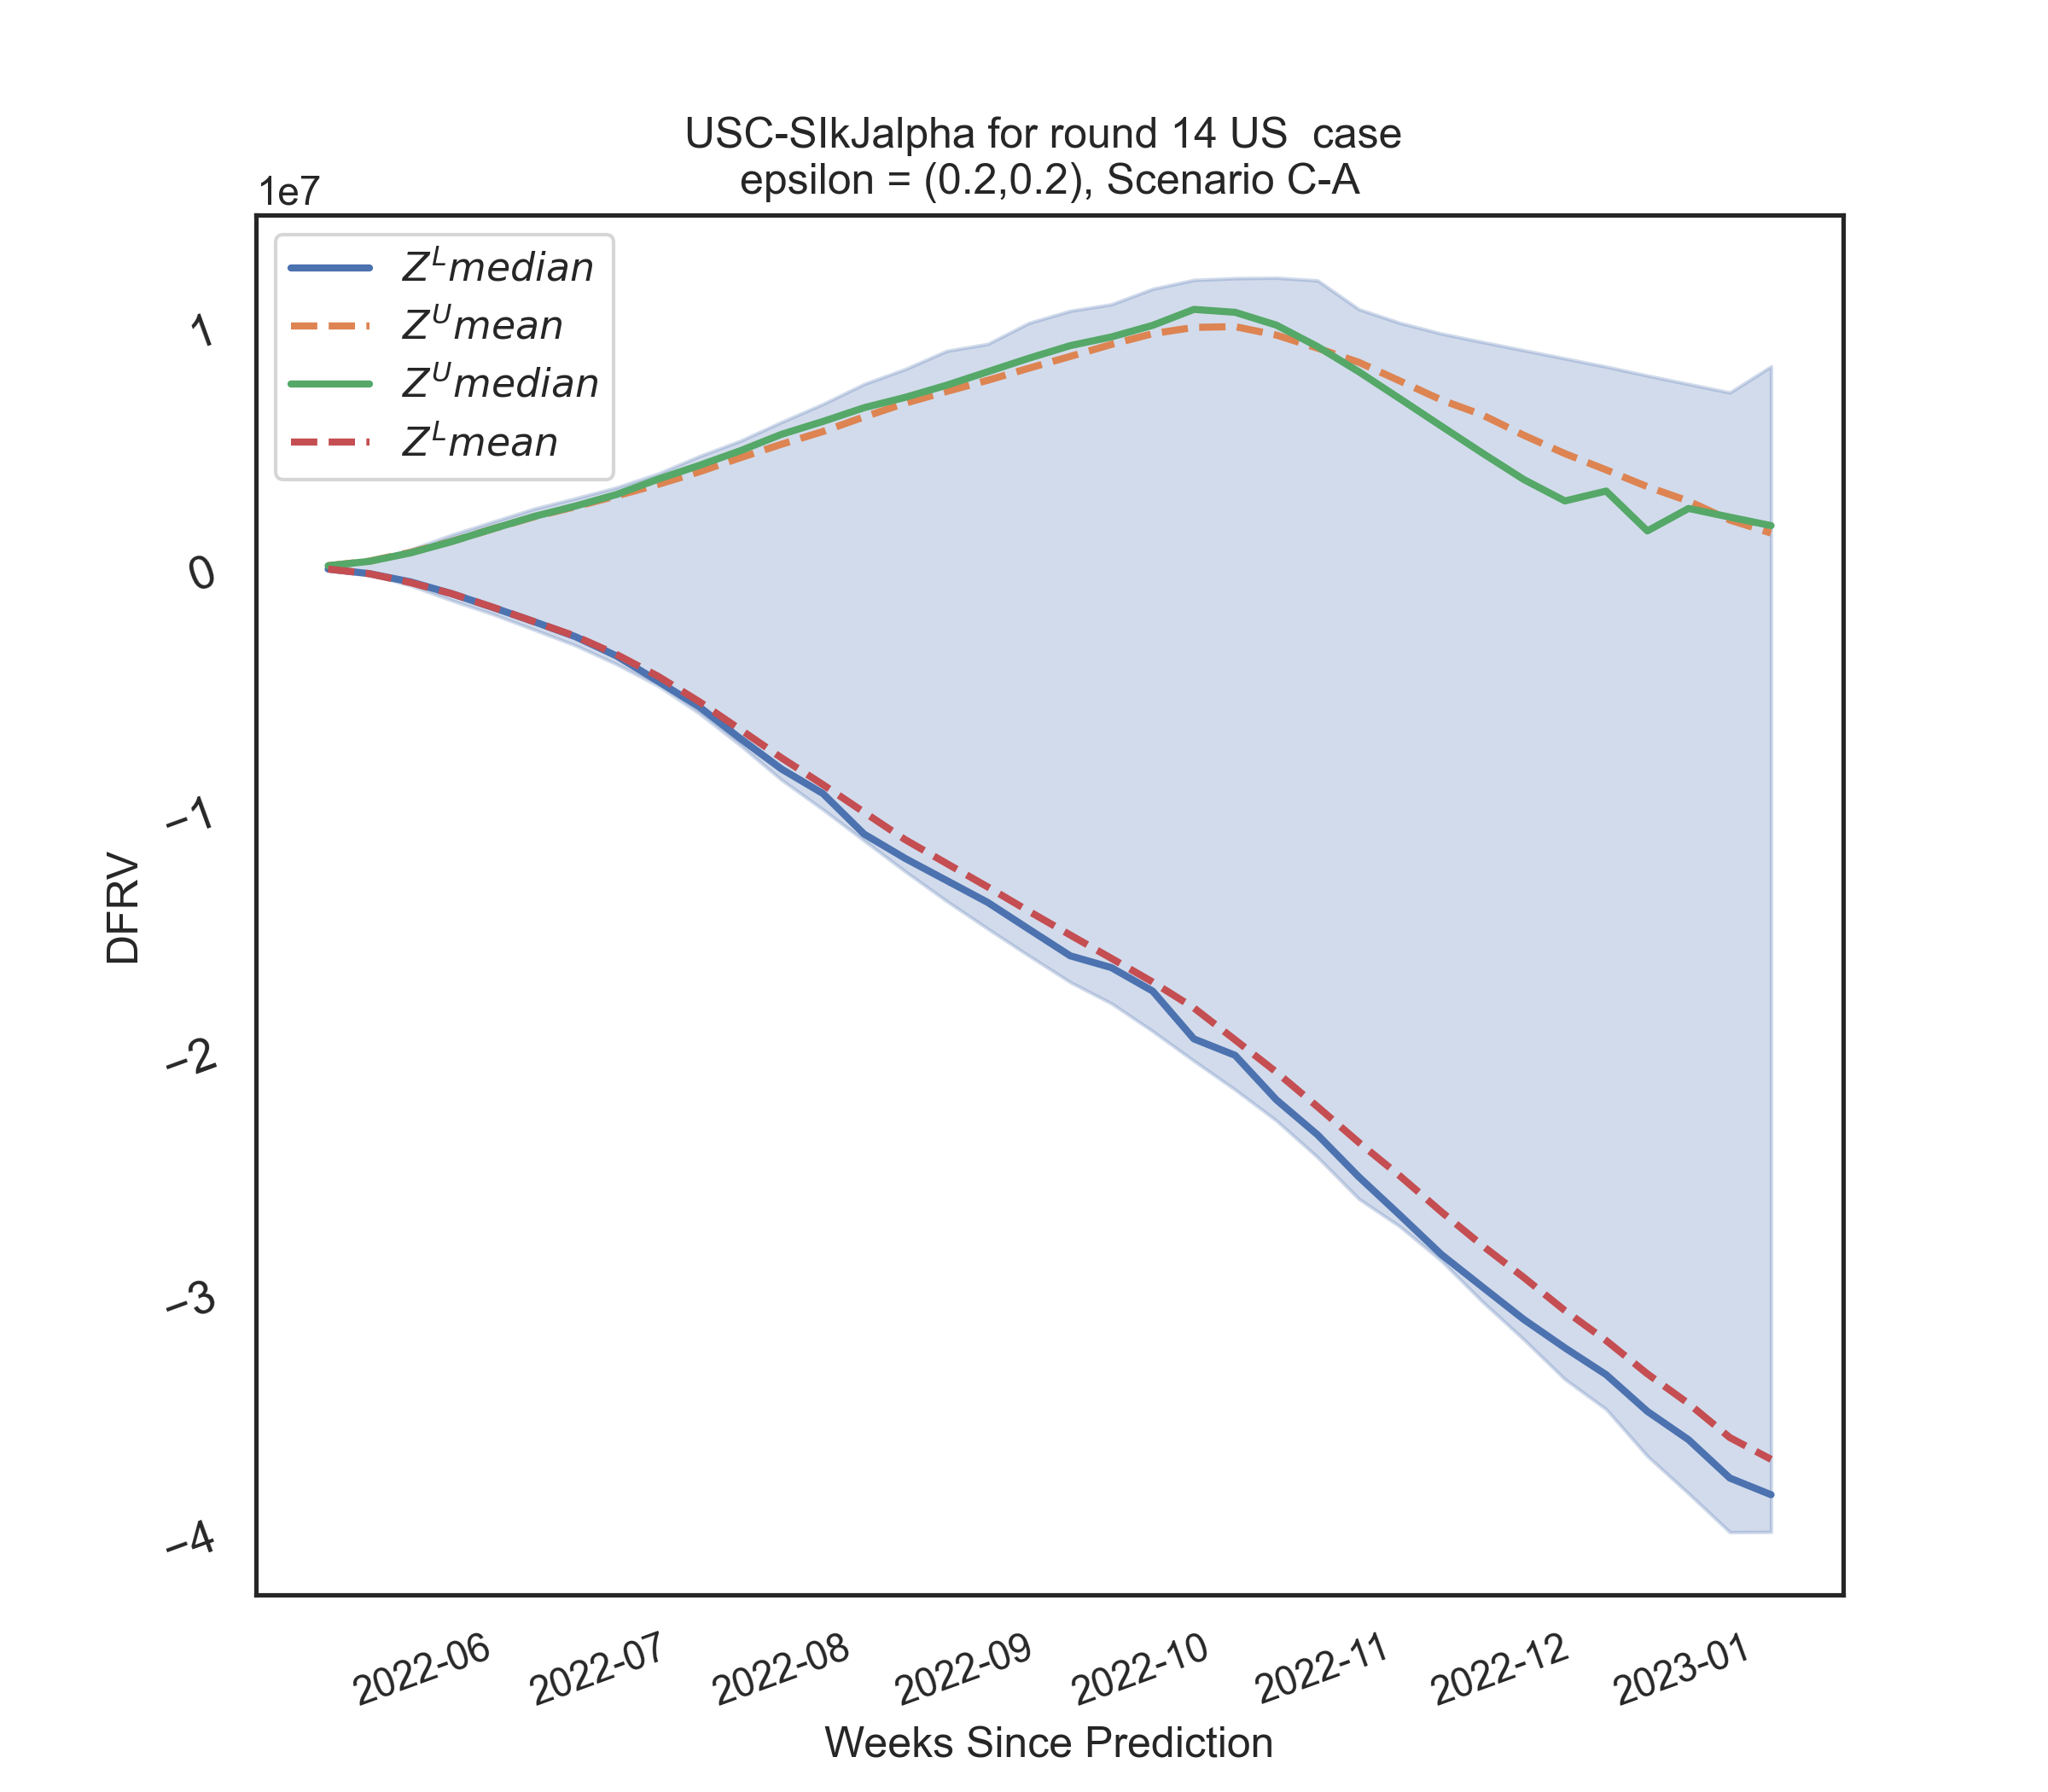 USC-SIkJalpha for round 14 US  case
epsilon = (0.2,0.2), Scenario C-A
1e7
Z^L median
Z^U mean
Z^U median
Z^L mean
1
0
−1
−2
−3
−4
DFRV
2022-06
2022-07
2022-08
2022-09
2022-10
2022-11
2022-12
2023-01
Weeks Since Prediction